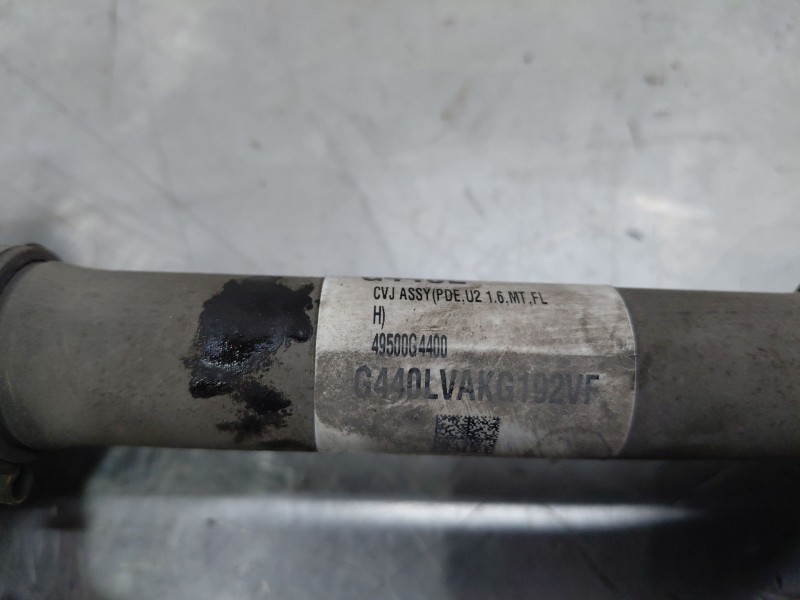 CVJ ASSY(PDE,U2 1.6,MT,FL
H)
49500G4400
G440LVAKG192VF